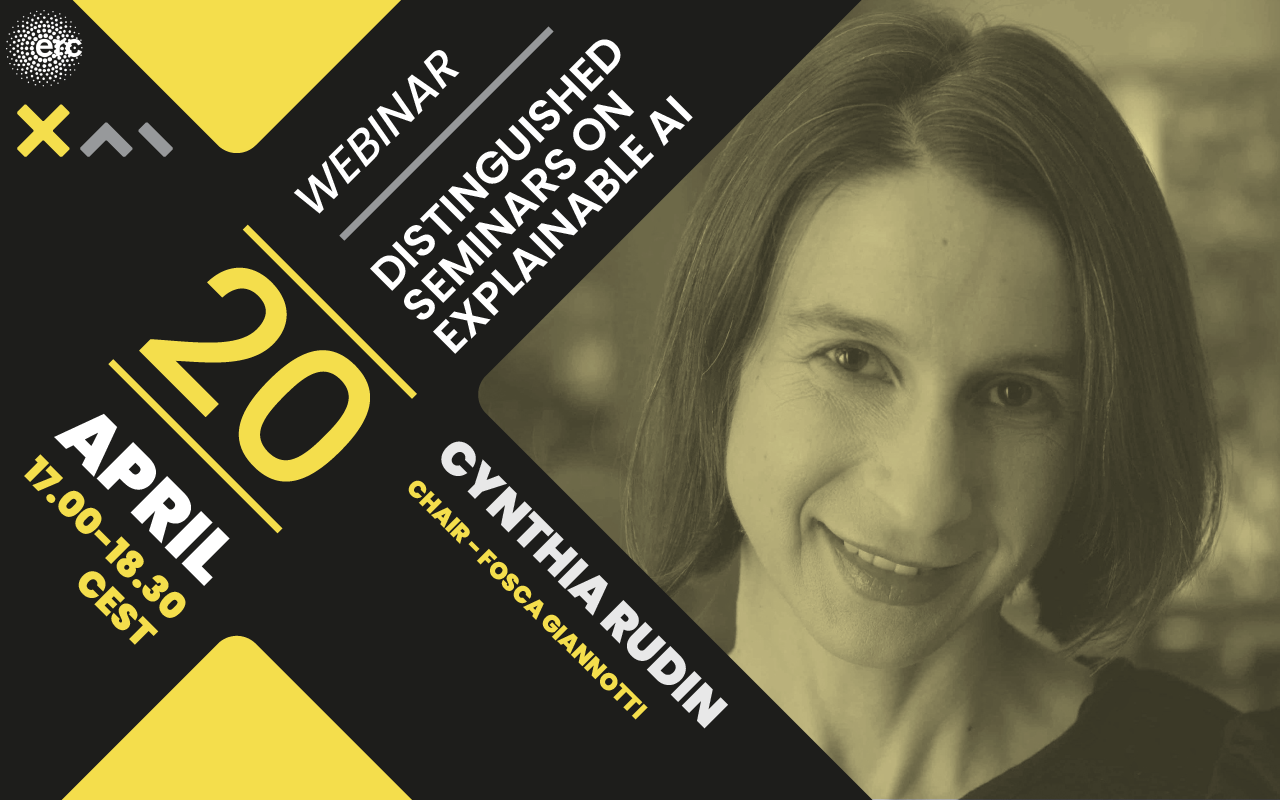 erc
WEBINAR
DISTINGUISHED
SEMINARS ON
EXPLAINABLE AI
20
APRIL
17.00–18.30
CEST
CYNTHIA RUDIN
CHAIR – FOSCA GIANNOTTI